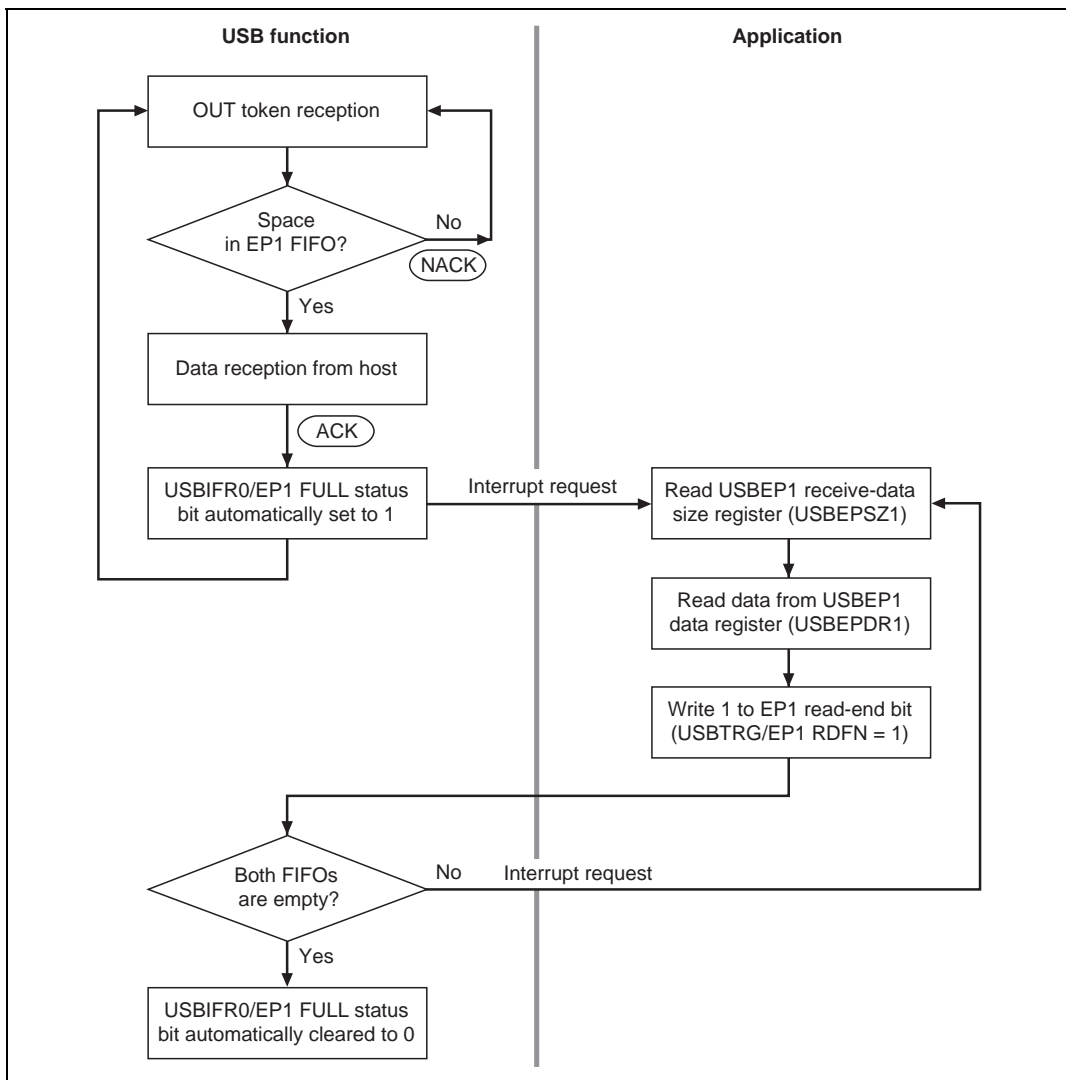 USB function
Application
OUT token reception
Space
in EP1 FIFO?
No
NACK
Yes
Data reception from host
ACK
USBIFR0/EP1 FULL status
bit automatically set to 1
Interrupt request
Read USBEP1 receive-data
size register (USBEPSZ1)
Read data from USBEP1
data register (USBEPDR1)
Write 1 to EP1 read-end bit
(USBTRG/EP1 RDFN = 1)
Both FIFOs
are empty?
No
Interrupt request
Yes
USBIFR0/EP1 FULL status
bit automatically cleared to 0